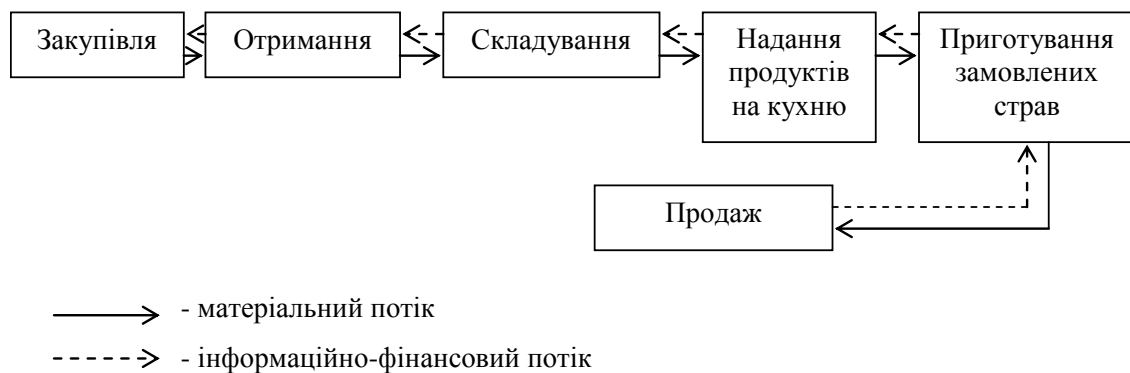 Закупівля
Отримання
Складування
Надання
продуктів
на кухню
Приготування
замовлених
страв
Продаж
- матеріальний потік
- інформаційно-фінансовий потік